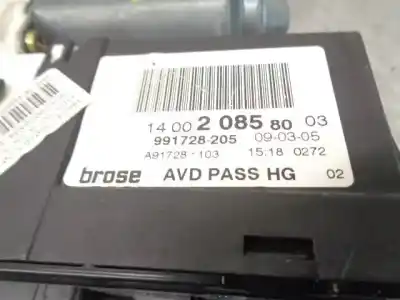 14 00 2 085 80 03
991728-205 09-03-05
A91728-103 15:18 0272
brose AVD PASS HG 02